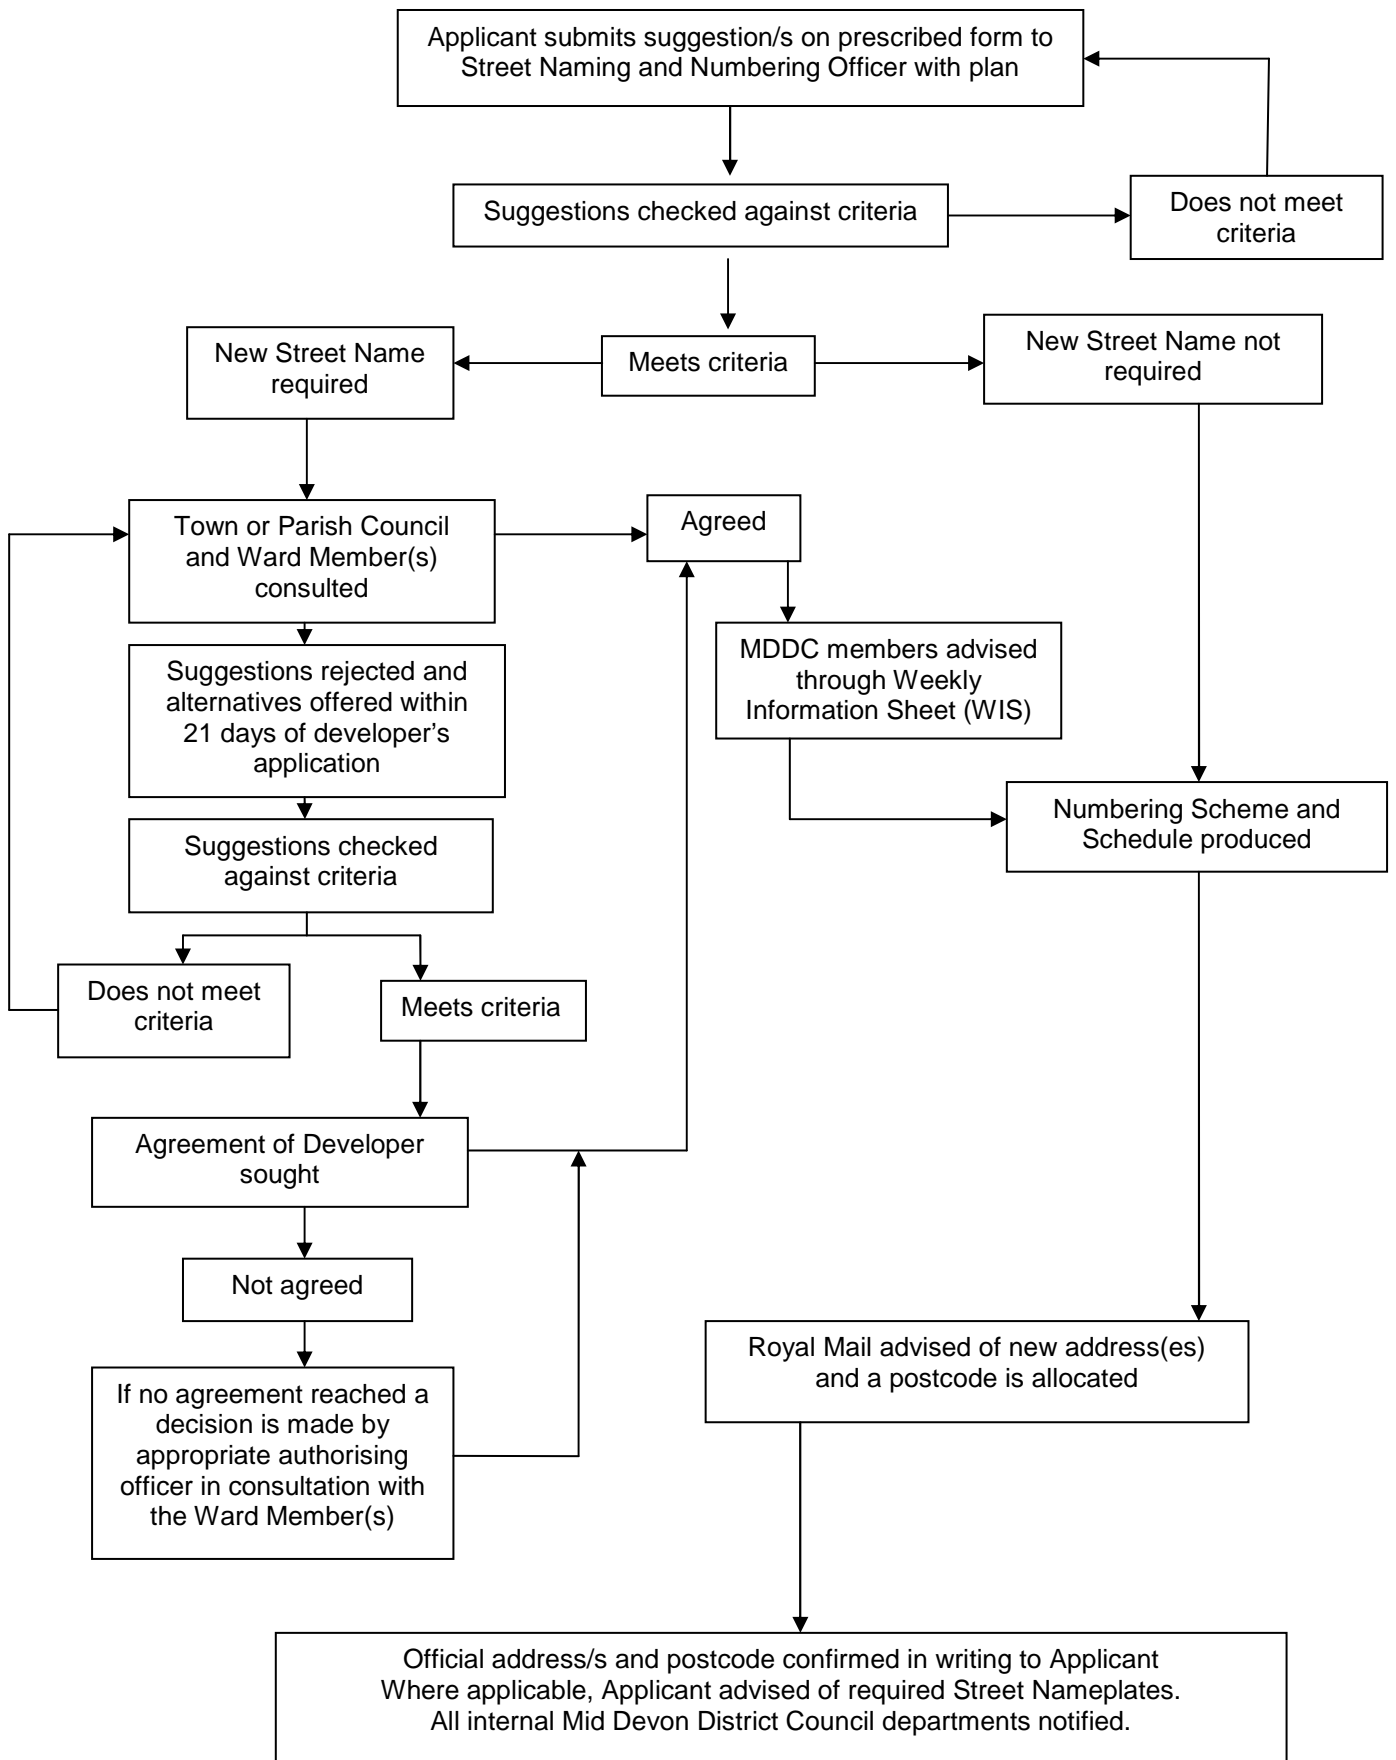 Applicant submits suggestion/s on prescribed form to
Street Naming and Numbering Officer with plan
Suggestions checked against criteria
Does not meet
criteria
New Street Name
required
Meets criteria
New Street Name not
required
Town or Parish Council
and Ward Member(s)
consulted
Agreed
Suggestions rejected and
alternatives offered within
21 days of developer’s
application
MDDC members advised
through Weekly
Information Sheet (WIS)
Numbering Scheme and
Schedule produced
Suggestions checked
against criteria
Does not meet
criteria
Meets criteria
Agreement of Developer
sought
Not agreed
If no agreement reached a
decision is made by
appropriate authorising
officer in consultation with
the Ward Member(s)
Royal Mail advised of new address(es)
and a postcode is allocated
Official address/s and postcode confirmed in writing to Applicant
Where applicable, Applicant advised of required Street Nameplates.
All internal Mid Devon District Council departments notified.